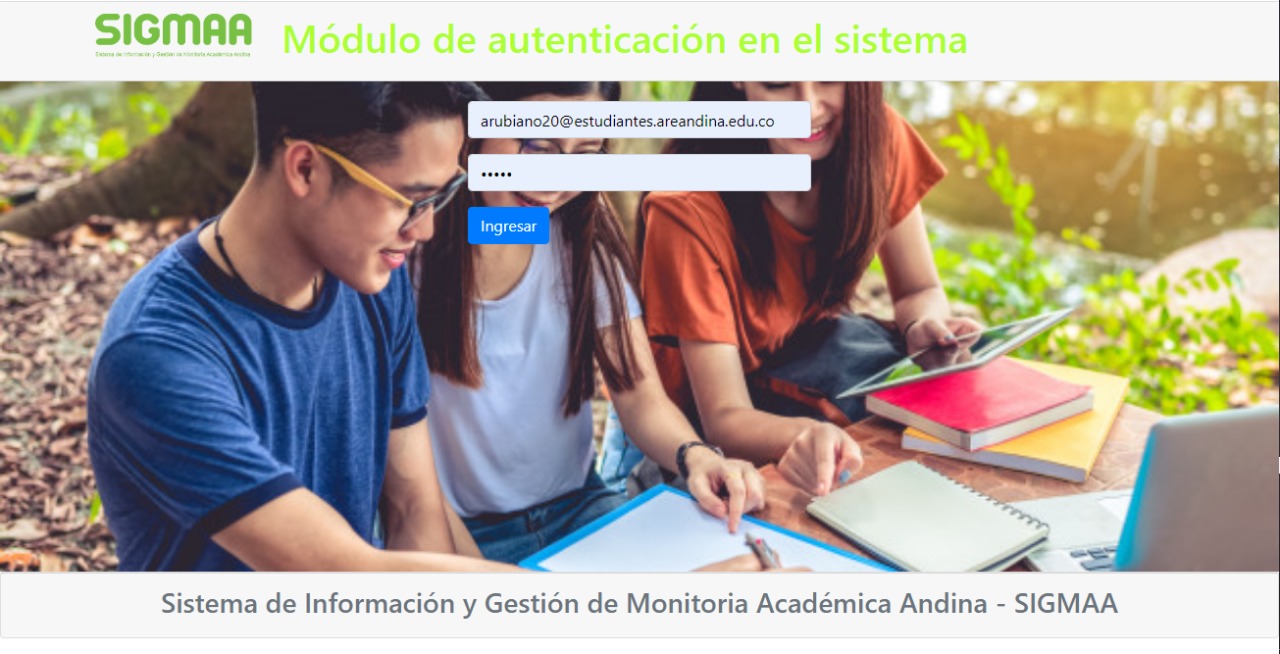 SIGMAA
Sistema de Información y Gestión de Monitoria Académica Andina
Módulo de autenticación en el sistema
arubiano20@estudiantes.areandina.edu.co
•••••
Ingresar
Sistema de Información y Gestión de Monitoria Académica Andina - SIGMAA